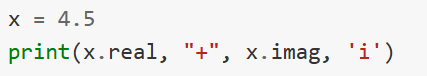 x = 4.5
print(x.real, "+", x.imag, 'i')